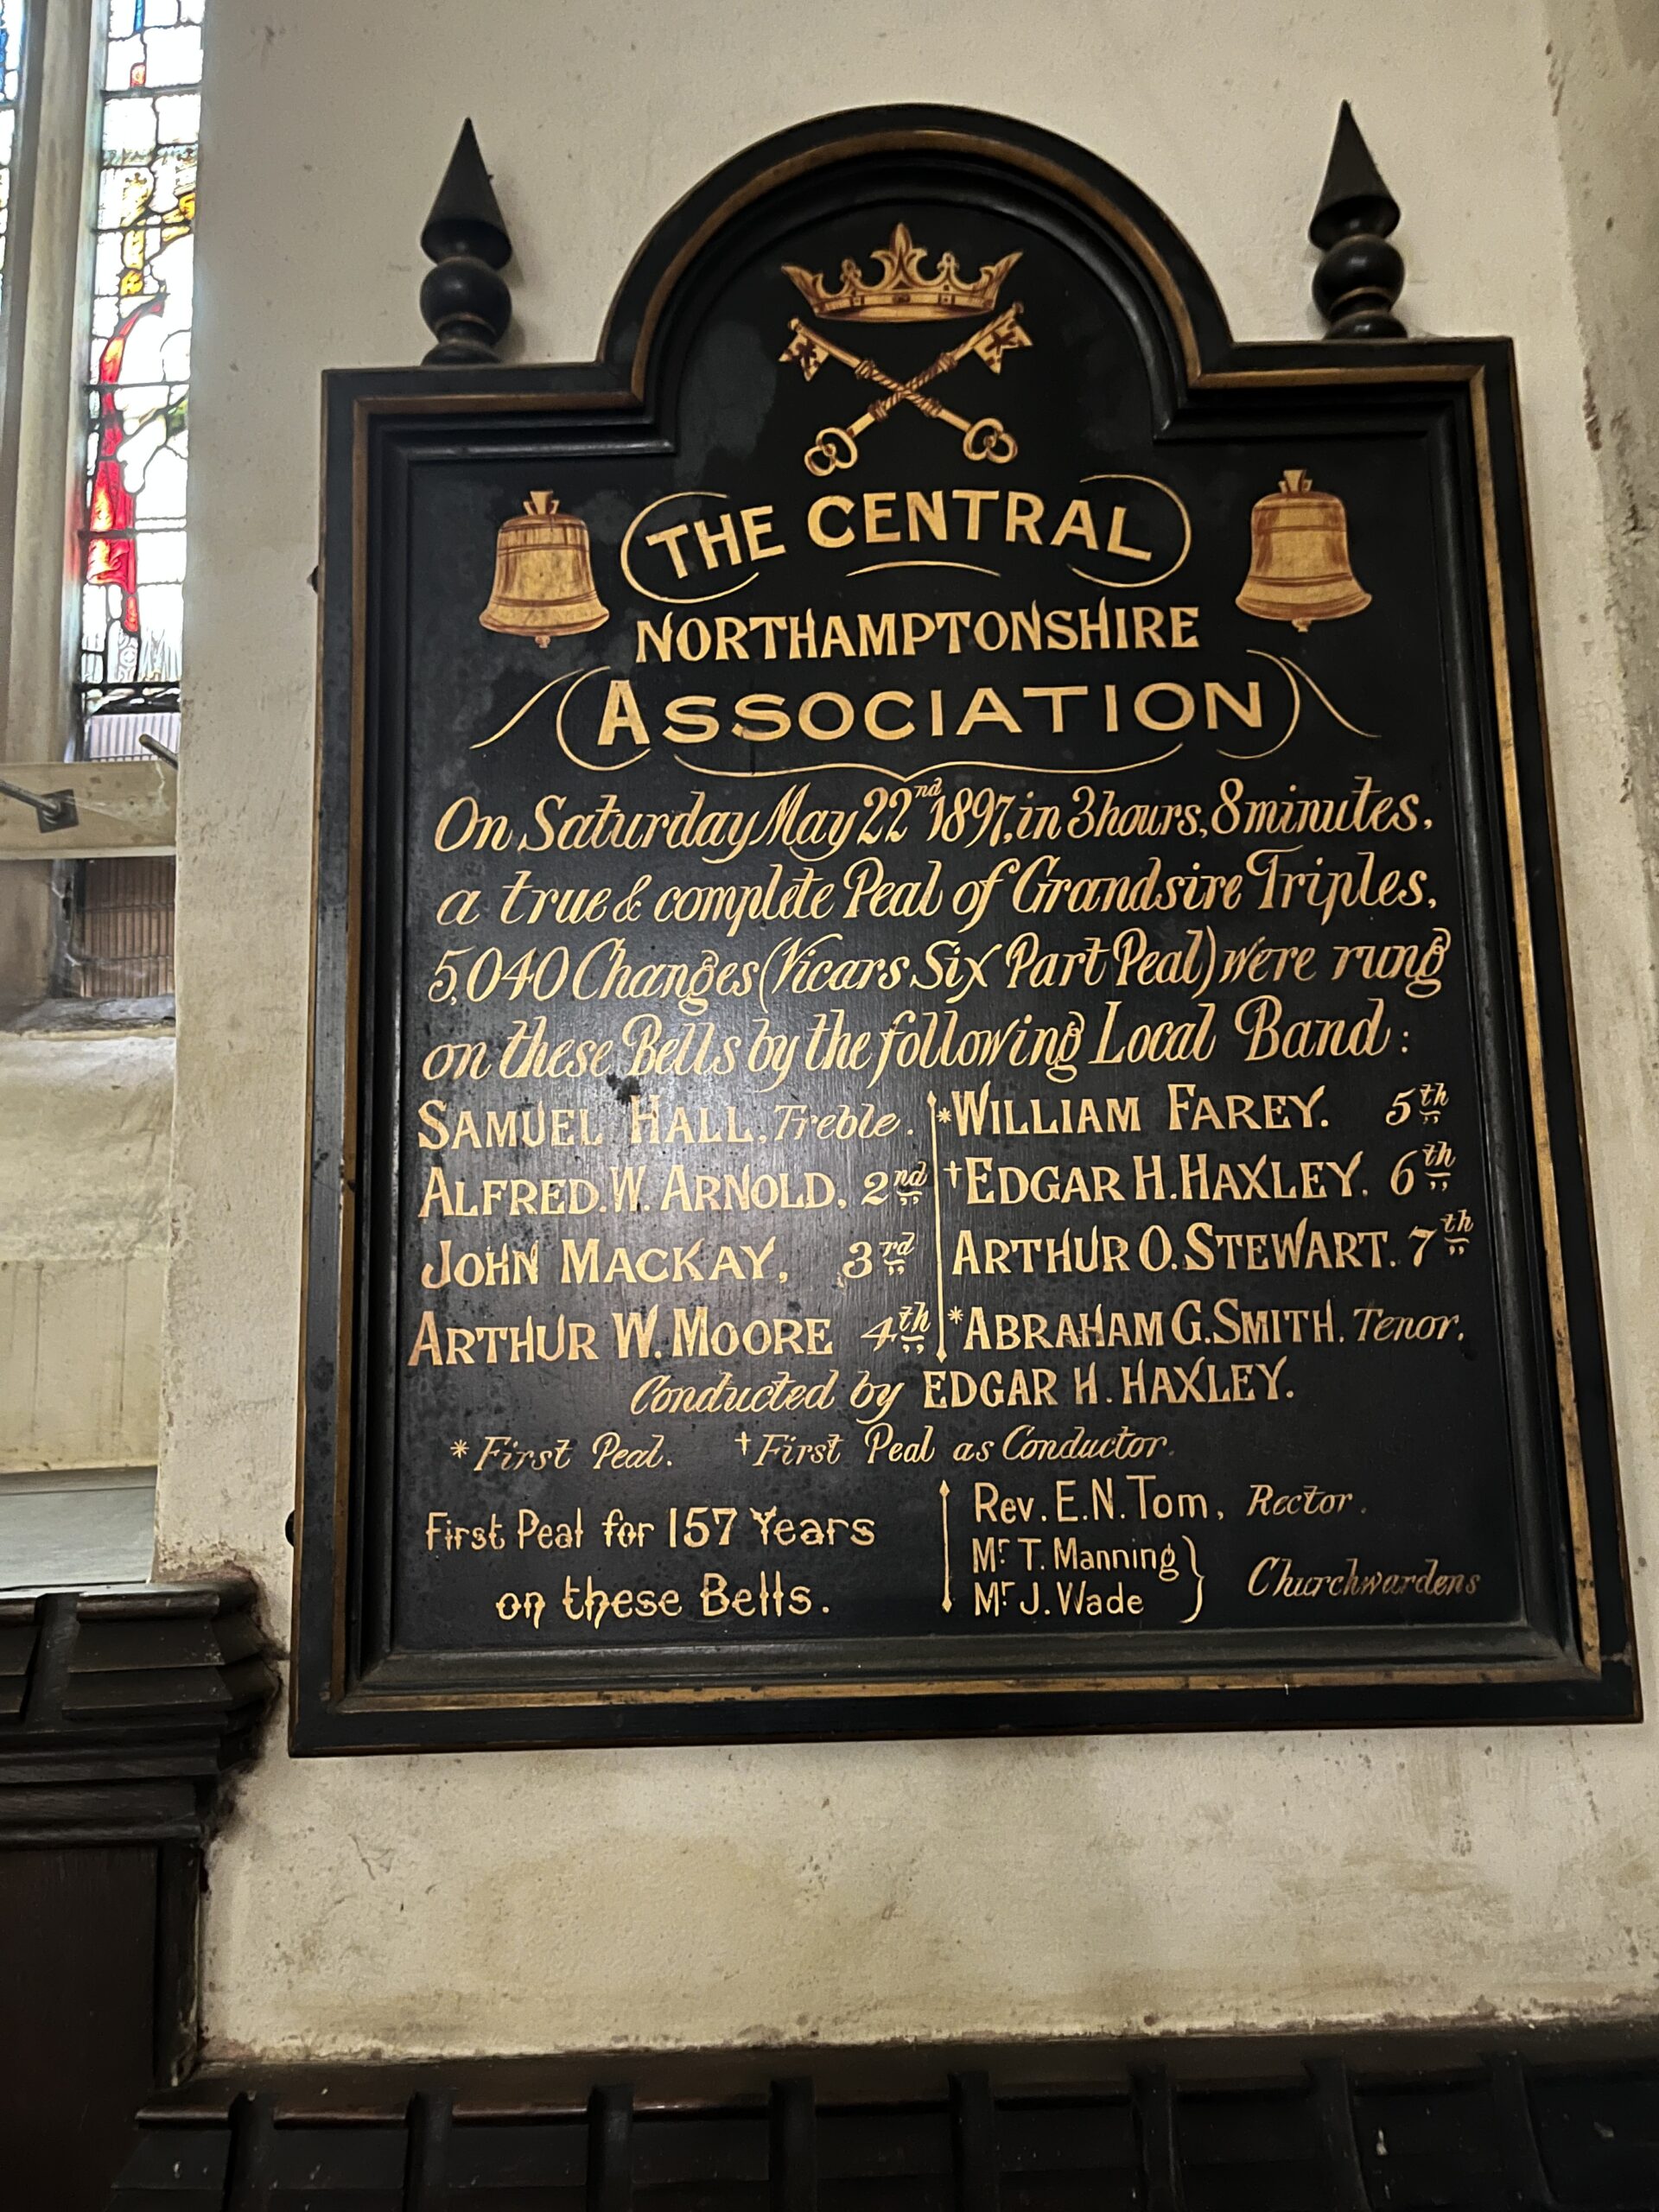 THE CENTRAL
NORTHAMPTONSHIRE
ASSOCIATION
On Saturday May 22nd 1897, in 3 hours, 8 minutes,
a true & complete Peal of Grandsire Triples,
5,040 Changes (Vicars Six Part Peal) were rung
on these Bells by the following Local Band:
SAMUEL HALL, Treble.
ALFRED. W. ARNOLD, 2nd
JOHN MACKAY, 3rd
ARTHUR W. MOORE 4th
*WILLIAM FAREY. 5th
†EDGAR H. HAXLEY. 6th
ARTHUR O. STEWART. 7th
*ABRAHAM G. SMITH. Tenor.
Conducted by EDGAR H. HAXLEY.
* First Peal. † First Peal as Conductor.
First Peal for 157 Years
on these Bells.
Rev. E. N. Tom, Rector.
Mr T. Manning
Mr J. Wade
Churchwardens